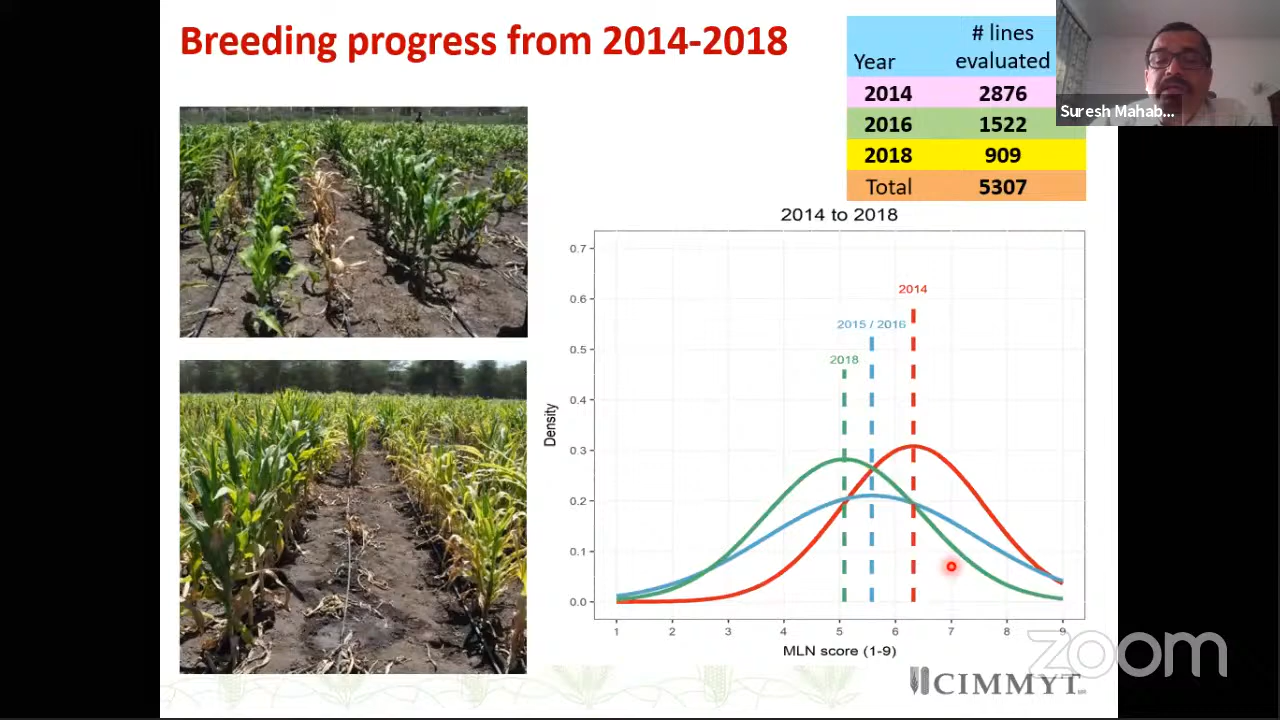 Breeding progress from 2014-2018
# lines
Year evaluated
2014 2876
2016 1522
2018 909
Total 5307
Suresh Mahab...
2014 to 2018
0.7
0.6
0.5
0.4
0.3
0.2
0.1
0.0
Density
2014
2015 / 2016
2018
1 2 3 4 5 6 7 8 9
MLN score (1-9)
CIMMYT
zoom